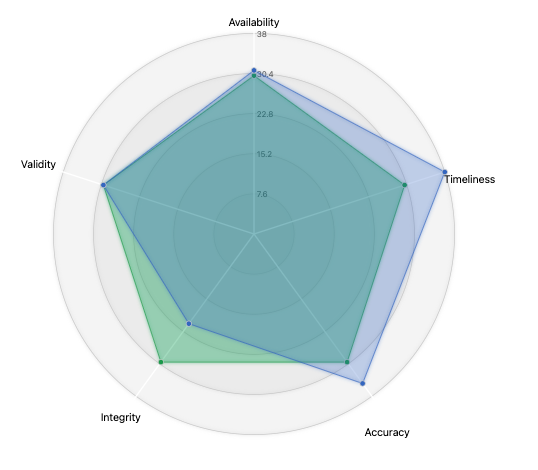 Availability
38
30.4
22.8
15.2
7.6
Validity
Timeliness
Integrity
Accuracy